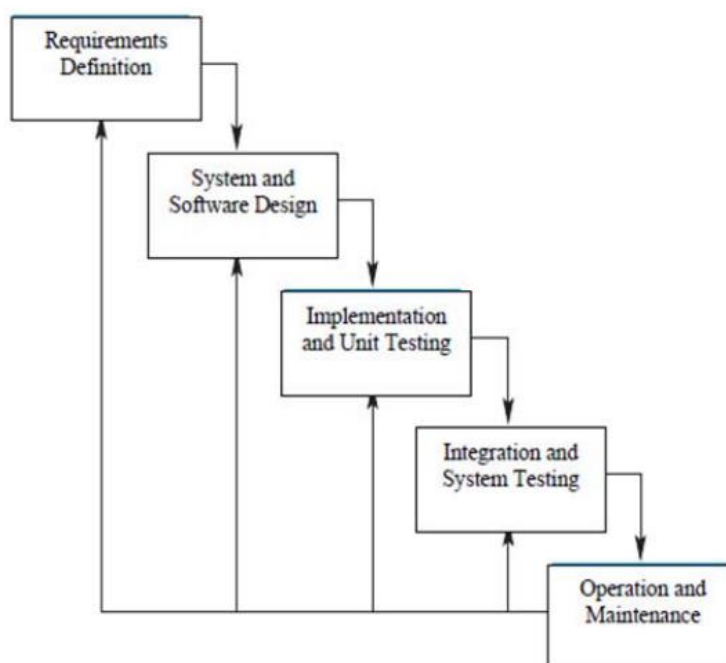 Requirements
Definition
System and
Software Design
Implementation
and Unit Testing
Integration and
System Testing
Operation and
Maintenance